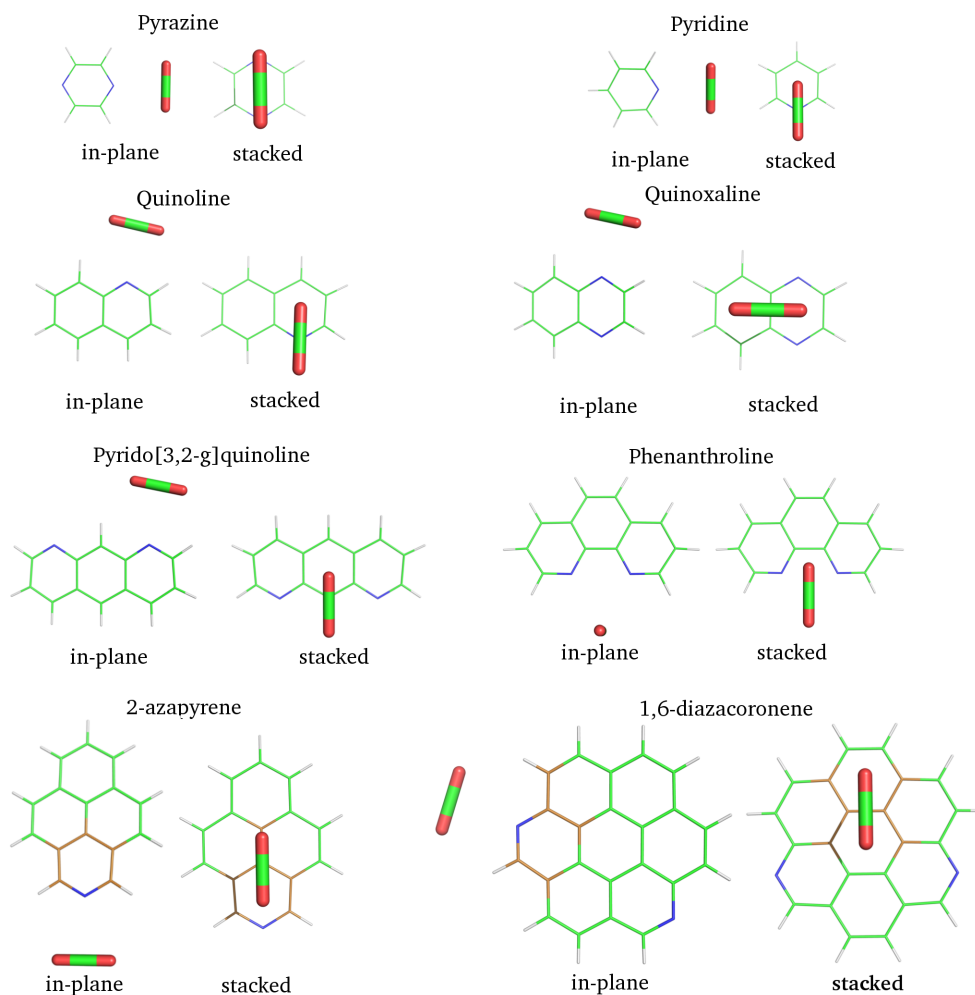 Pyrazine
Pyridine
in-plane
stacked
in-plane
stacked
Quinoline
Quinoxaline
in-plane
stacked
in-plane
stacked
Pyrido[3,2-g]quinoline
Phenanthroline
in-plane
stacked
in-plane
stacked
2-azapyrene
1,6-diazacoronene
in-plane
stacked
in-plane
stacked